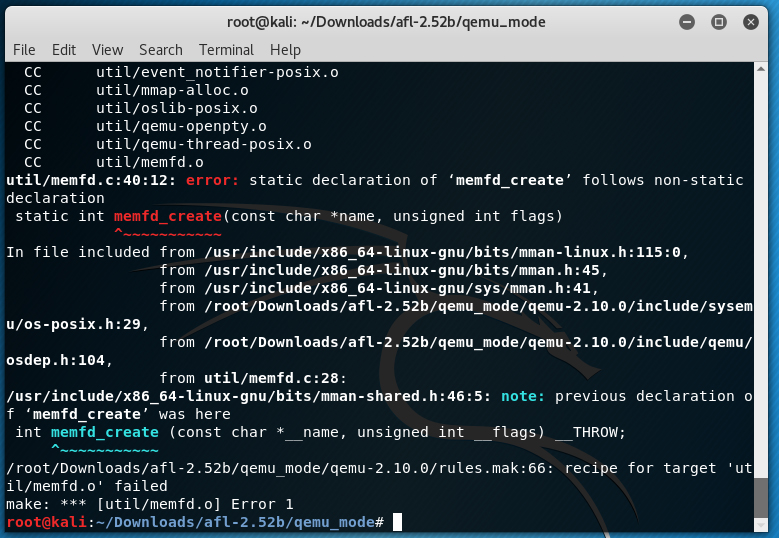 root@kali: ~/Downloads/afl-2.52b/qemu_mode
File Edit View Search Terminal Help
  CC      util/event_notifier-posix.o
  CC      util/mmap-alloc.o
  CC      util/oslib-posix.o
  CC      util/qemu-openpty.o
  CC      util/qemu-thread-posix.o
  CC      util/memfd.o
util/memfd.c:40:12: error: static declaration of ‘memfd_create’ follows non-static
declaration
 static int memfd_create(const char *name, unsigned int flags)
            ^~~~~~~~~~~~
In file included from /usr/include/x86_64-linux-gnu/bits/mman-linux.h:115:0,
                 from /usr/include/x86_64-linux-gnu/bits/mman.h:45,
                 from /usr/include/x86_64-linux-gnu/sys/mman.h:41,
                 from /root/Downloads/afl-2.52b/qemu_mode/qemu-2.10.0/include/sysem
u/os-posix.h:29,
                 from /root/Downloads/afl-2.52b/qemu_mode/qemu-2.10.0/include/qemu/
osdep.h:104,
                 from util/memfd.c:28:
/usr/include/x86_64-linux-gnu/bits/mman-shared.h:46:5: note: previous declaration o
f ‘memfd_create’ was here
 int memfd_create (const char *__name, unsigned int __flags) __THROW;
     ^~~~~~~~~~~~
/root/Downloads/afl-2.52b/qemu_mode/qemu-2.10.0/rules.mak:66: recipe for target 'ut
il/memfd.o' failed
make: *** [util/memfd.o] Error 1
root@kali:~/Downloads/afl-2.52b/qemu_mode#